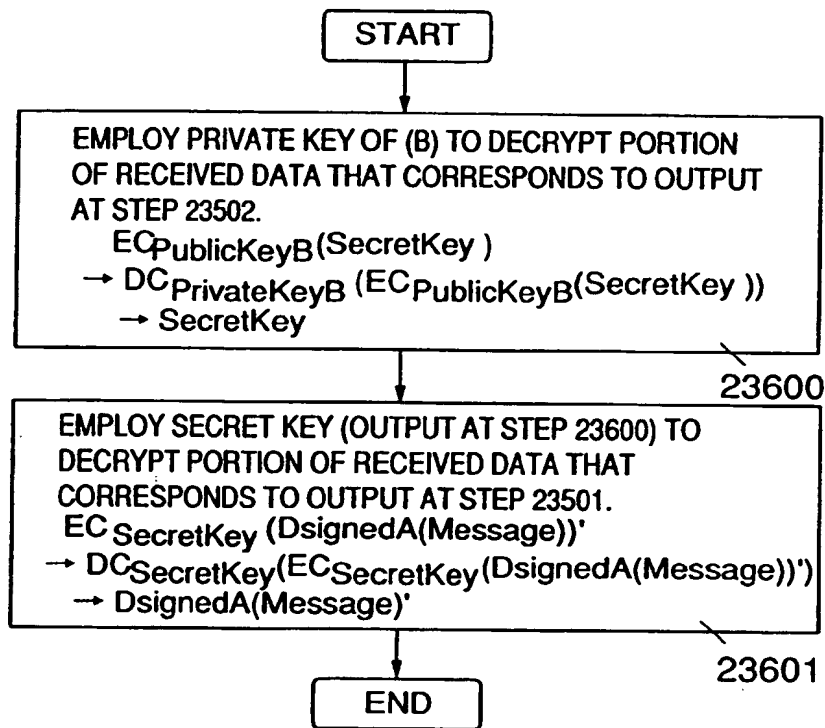 START
EMPLOY PRIVATE KEY OF (B) TO DECRYPT PORTION
OF RECEIVED DATA THAT CORRESPONDS TO OUTPUT
AT STEP 23502.
ECPublicKeyB(SecretKey )
→ DCPrivateKeyB (ECPublicKeyB(SecretKey ))
→ SecretKey
23600
EMPLOY SECRET KEY (OUTPUT AT STEP 23600) TO
DECRYPT PORTION OF RECEIVED DATA THAT
CORRESPONDS TO OUTPUT AT STEP 23501.
ECSecretKey (DsignedA(Message))'
→ DCSecretKey(ECSecretKey (DsignedA(Message))')
→ DsignedA(Message)'
23601
END